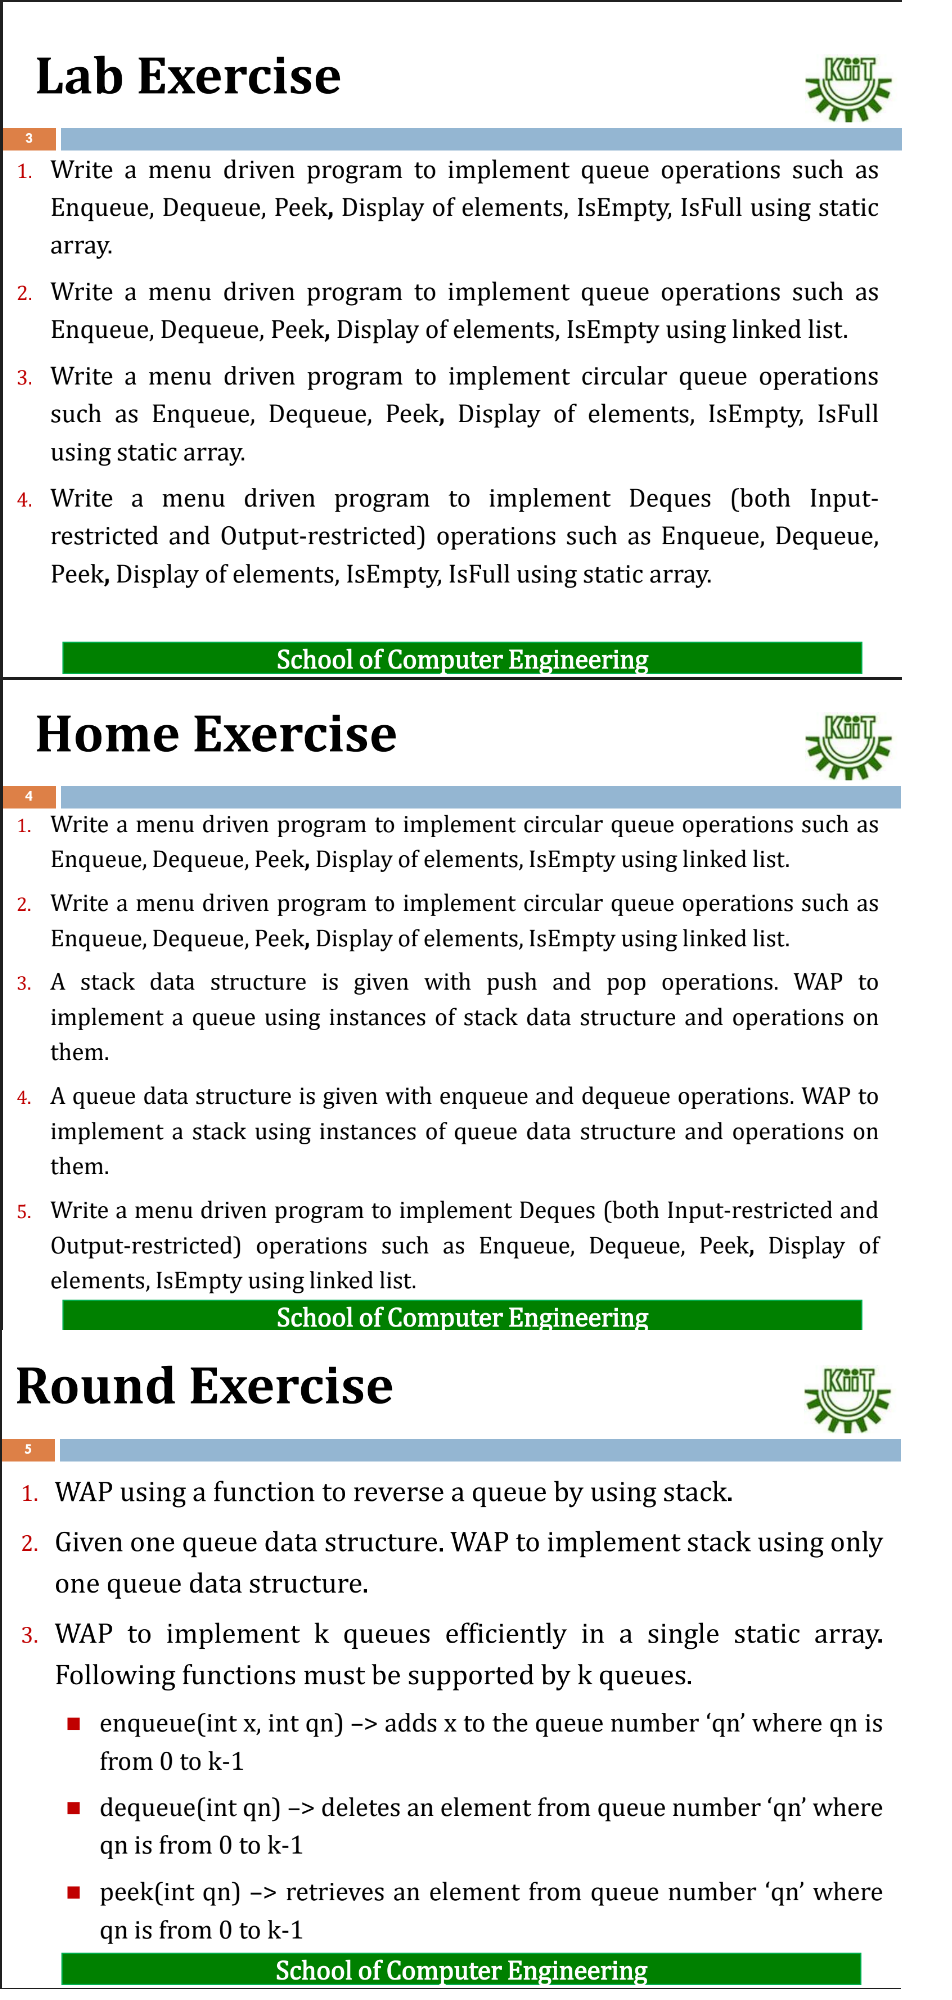 Lab Exercise
KiiT
3
1. Write a menu driven program to implement queue operations such as
Enqueue, Dequeue, Peek, Display of elements, IsEmpty, IsFull using static
array.
2. Write a menu driven program to implement queue operations such as
Enqueue, Dequeue, Peek, Display of elements, IsEmpty using linked list.
3. Write a menu driven program to implement circular queue operations
such as Enqueue, Dequeue, Peek, Display of elements, IsEmpty, IsFull
using static array.
4. Write a menu driven program to implement Deques (both Input-
restricted and Output-restricted) operations such as Enqueue, Dequeue,
Peek, Display of elements, IsEmpty, IsFull using static array.
School of Computer Engineering
Home Exercise
KiiT
4
1. Write a menu driven program to implement circular queue operations such as
Enqueue, Dequeue, Peek, Display of elements, IsEmpty using linked list.
2. Write a menu driven program to implement circular queue operations such as
Enqueue, Dequeue, Peek, Display of elements, IsEmpty using linked list.
3. A stack data structure is given with push and pop operations. WAP to
implement a queue using instances of stack data structure and operations on
them.
4. A queue data structure is given with enqueue and dequeue operations. WAP to
implement a stack using instances of queue data structure and operations on
them.
5. Write a menu driven program to implement Deques (both Input-restricted and
Output-restricted) operations such as Enqueue, Dequeue, Peek, Display of
elements, IsEmpty using linked list.
School of Computer Engineering
Round Exercise
KiiT
5
1. WAP using a function to reverse a queue by using stack.
2. Given one queue data structure. WAP to implement stack using only
one queue data structure.
3. WAP to implement k queues efficiently in a single static array.
Following functions must be supported by k queues.
■ enqueue(int x, int qn) –> adds x to the queue number ‘qn’ where qn is
from 0 to k-1
■ dequeue(int qn) –> deletes an element from queue number ‘qn’ where
qn is from 0 to k-1
■ peek(int qn) –> retrieves an element from queue number ‘qn’ where
qn is from 0 to k-1
School of Computer Engineering